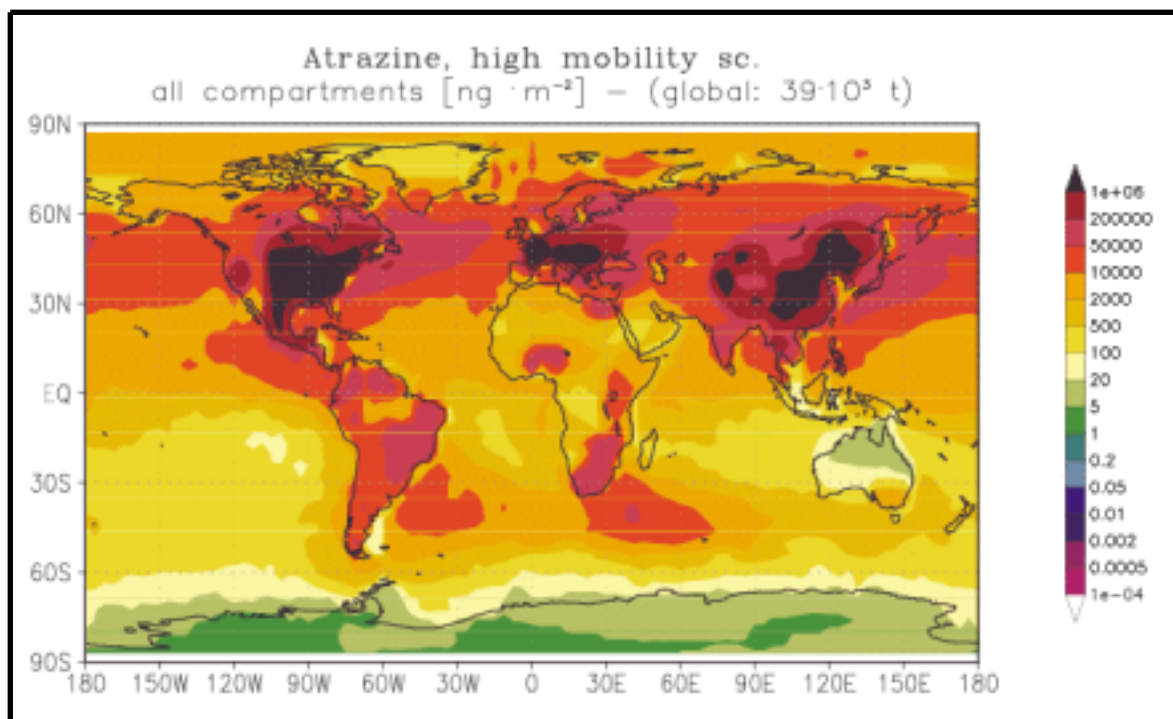 Atrazine, high mobility sc.
all compartments [ng ·m⁻²] – (global: 39·10³ t)
90N
60N
30N
EQ
30S
60S
90S
180 150W 120W 90W 60W 30W 0 30E 60E 90E 120E 150E 180
1e+06
200000
50000
10000
2000
500
100
20
5
1
0.2
0.05
0.01
0.002
0.0005
1e-04